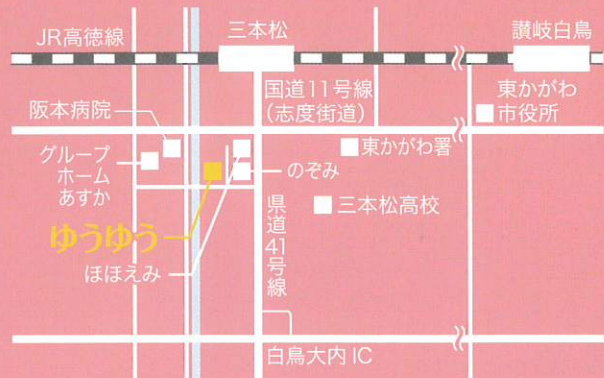 JR高徳線
三本松
讃岐白鳥
国道11号線
(志度街道)
東かがわ
市役所
阪本病院
グループ
ホーム
あすか
のぞみ
東かがわ署
三本松高校
ゆうゆう
ほほえみ
県道41号線
白鳥大内 IC